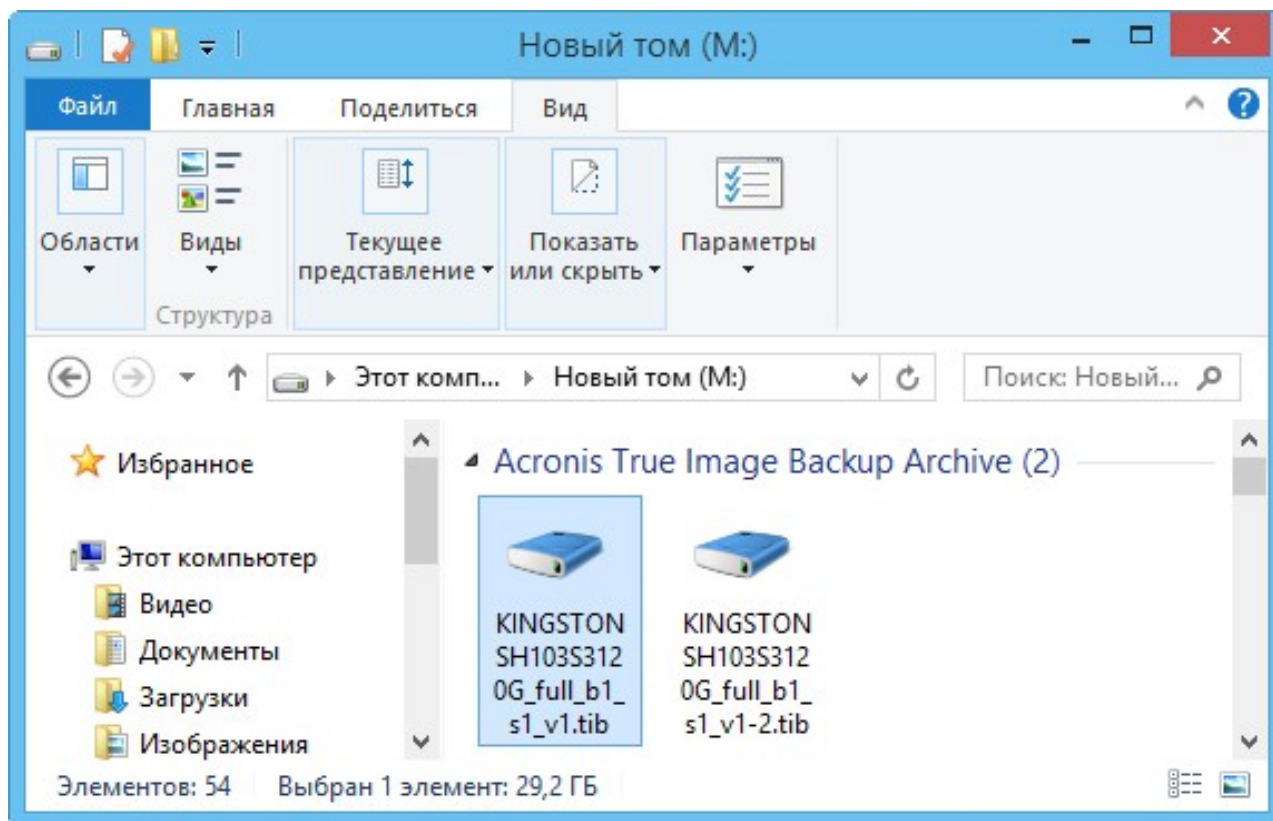 Новый том (M:)
Файл Главная Поделиться Вид
Области Виды Текущее представление Показать или скрыть Параметры
Структура
Этот комп... Новый том (M:) Поиск: Новый...
Избранное
Этот компьютер
Видео
Документы
Загрузки
Изображения
Acronis True Image Backup Archive (2)
KINGSTON
SH103S312
0G_full_b1_
s1_v1.tib
KINGSTON
SH103S312
0G_full_b1_
s1_v1-2.tib
Элементов: 54 Выбран 1 элемент: 29,2 ГБ